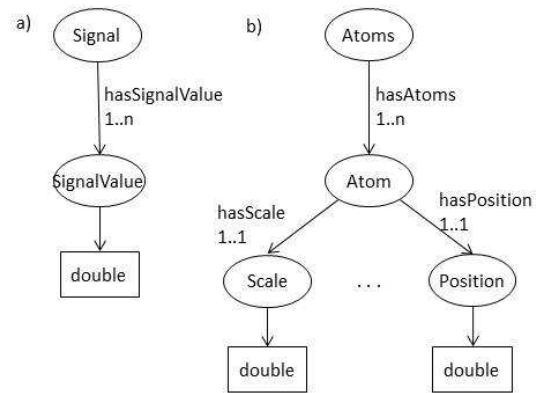 a)
Signal
hasSignalValue
1..n
SignalValue
double
b)
Atoms
hasAtoms
1..n
Atom
hasScale
1..1
hasPosition
1..1
Scale
. . .
Position
double
double